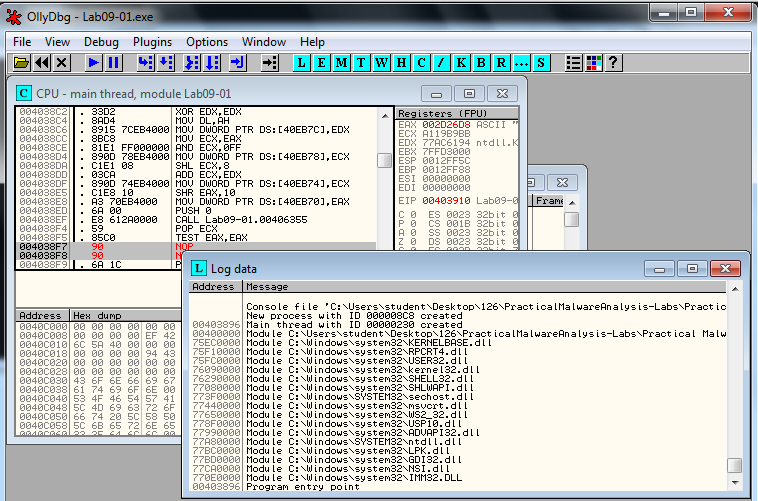 OllyDbg - Lab09-01.exe
File View Debug Plugins Options Window Help
L E M T W H C / K B R ... S ?
C CPU - main thread, module Lab09-01
004038C2 . 33D2 XOR EDX,EDX
004038C4 . 8AD4 MOV DL,AH
004038C6 . 8915 7CEB4000 MOV DWORD PTR DS:[40EB7C],EDX
004038CC . 8BC8 MOV ECX,EAX
004038CE . 81E1 FF000000 AND ECX,0FF
004038D4 . 890D 78EB4000 MOV DWORD PTR DS:[40EB78],ECX
004038DA . C1E1 08 SHL ECX,8
004038DD . 03CA ADD ECX,EDX
004038DF . 890D 74EB4000 MOV DWORD PTR DS:[40EB74],ECX
004038E5 . C1E8 10 SHR EAX,10
004038E8 . A3 70EB4000 MOV DWORD PTR DS:[40EB70],EAX
004038ED . 6A 00 PUSH 0
004038EF . E8 612A0000 CALL Lab09-01.00406355
004038F4 . 59 POP ECX
004038F5 . 85C0 TEST EAX,EAX
004038F7 90 NOP
004038F8 90 N
004038F9 . 6A 1C P
Registers (FPU)
EAX 002D26D8 ASCII "
ECX A119B9BB
EDX 77AC6194 ntdll.K
EBX 7FFD3000
ESP 0012FF5C
EBP 0012FF88
ESI 00000000
EDI 00000000
EIP 00403910 Lab09-0
C 0 ES 0023 32bit 0
P 0 CS 001B 32bit 0
A 0 SS 0023 32bit 0
Z 0 DS 0023 32bit 0
Frame
Address Hex dump
0040C000 00 00 00 00 00
0040C008 00 00 00 EF 42
0040C010 6C 5A 40 00 00
0040C018 00 00 00 94 43
0040C020 00 00 00 00 00
0040C028 00 00 00 00 00
0040C030 43 6F 6E 66 69 67
0040C038 61 74 69 6F 6E 00
0040C040 53 4F 46 54 57 41
0040C048 5C 4D 69 63 72 6F
0040C050 66 74 20 5C 58 50
0040C058 5C 6B 65 72 6E 65
L Log data
Address Message
Console file 'C:\Users\student\Desktop\126\PracticalMalwareAnalysis-Labs\Practic
New process with ID 000008C8 created
00403896 Main thread with ID 00000230 created
00400000 Module C:\Users\student\Desktop\126\PracticalMalwareAnalysis-Labs\Practical Malw
75EC0000 Module C:\Windows\system32\KERNELBASE.dll
75F10000 Module C:\Windows\system32\RPCRT4.dll
75FC0000 Module C:\Windows\system32\USER32.dll
76090000 Module C:\Windows\system32\kernel32.dll
76290000 Module C:\Windows\system32\SHELL32.dll
77080000 Module C:\Windows\system32\SHLWAPI.dll
773F0000 Module C:\Windows\SYSTEM32\sechost.dll
77440000 Module C:\Windows\system32\msvcrt.dll
77650000 Module C:\Windows\system32\WS2_32.dll
778F0000 Module C:\Windows\system32\USP10.dll
77990000 Module C:\Windows\system32\ADVAPI32.dll
77A80000 Module C:\Windows\SYSTEM32\ntdll.dll
77BC0000 Module C:\Windows\system32\LPK.dll
77BD0000 Module C:\Windows\system32\GDI32.dll
77CA0000 Module C:\Windows\system32\NSI.dll
770E0000 Module C:\Windows\system32\IMM32.DLL
00403896 Program entry point